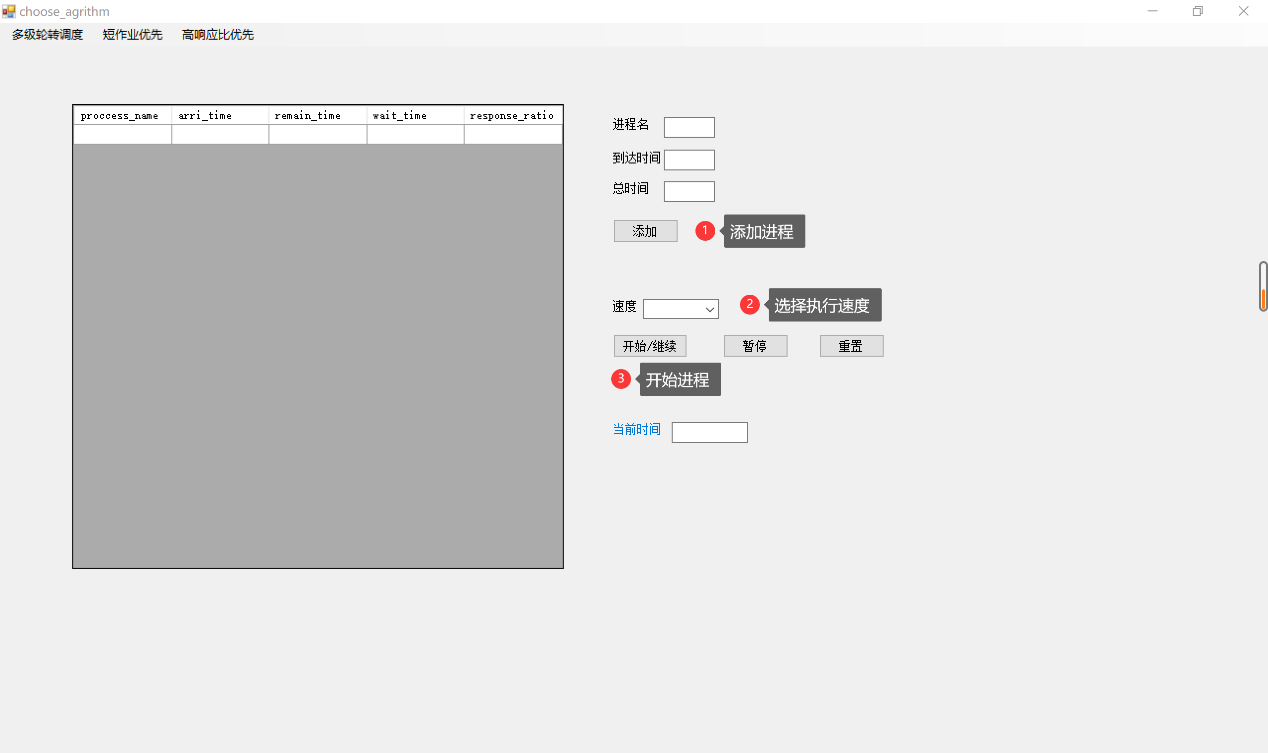 choose_agrithm
多级轮转调度 短作业优先 高响应比优先
proccess_name arri_time remain_time wait_time response_ratio
进程名
到达时间
总时间
添加 1 添加进程
速度 2 选择执行速度
开始/继续 暂停 重置
3 开始进程
当前时间